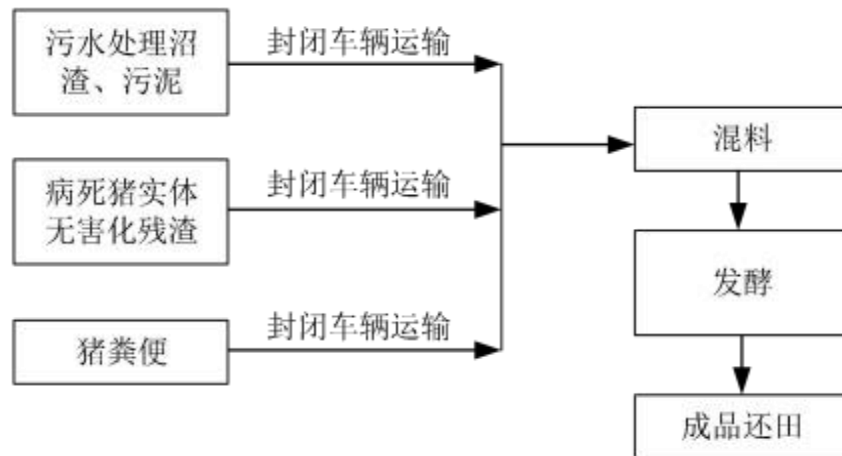 污水处理沼
渣、污泥
封闭车辆运输
病死猪实体
无害化残渣
封闭车辆运输
猪粪便
封闭车辆运输
混料
发酵
成品还田